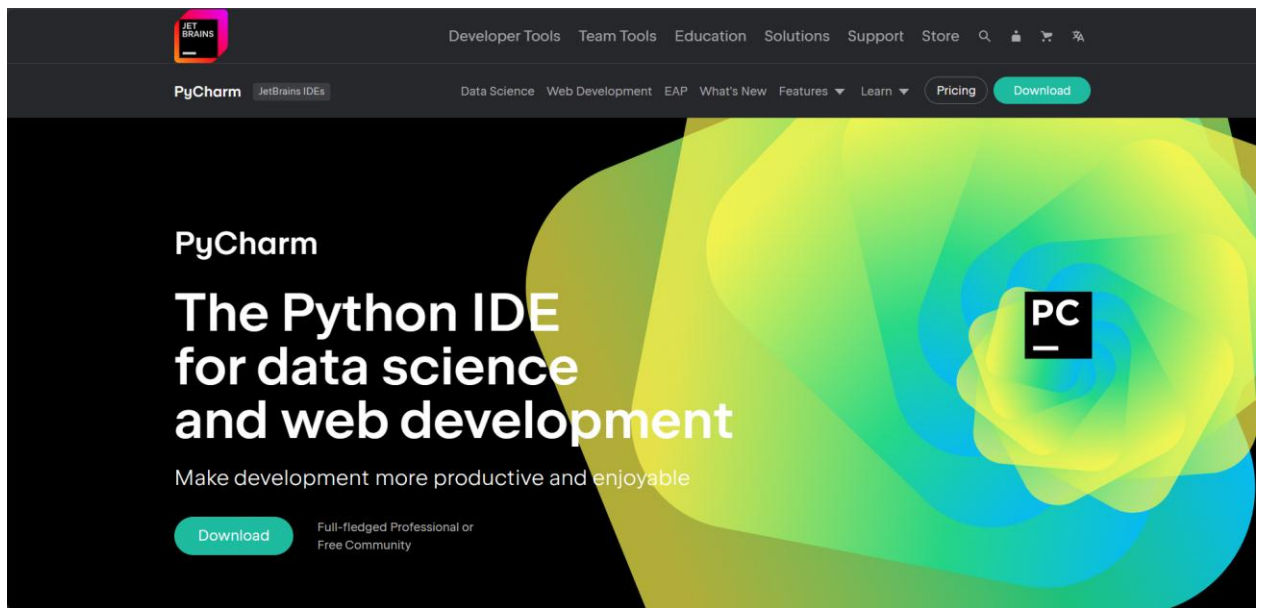 JET
BRAINS
Developer Tools Team Tools Education Solutions Support Store
PyCharm JetBrains IDEs
Data Science Web Development EAP What's New Features Learn Pricing Download
PyCharm
The Python IDE
for data science
and web development
Make development more productive and enjoyable
Download
Full-fledged Professional or
Free Community
PC